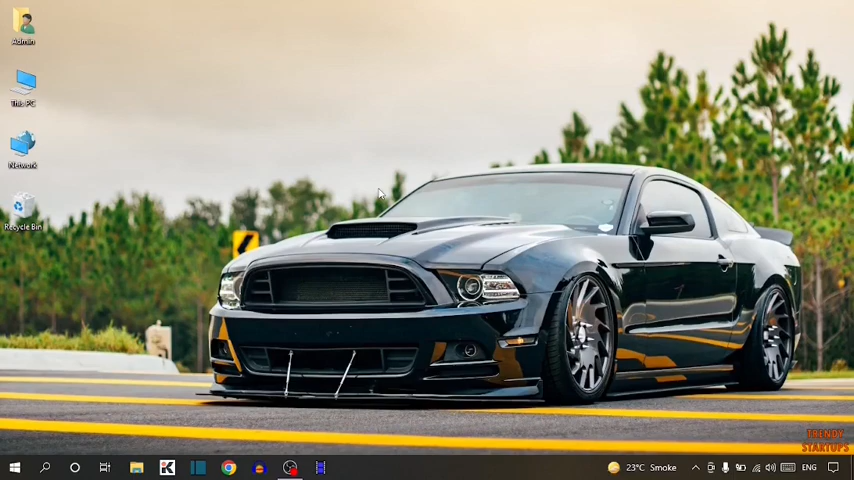 Admin
This PC
Network
Recycle Bin
TRENDY
STARTUPS
23°C Smoke
ENG